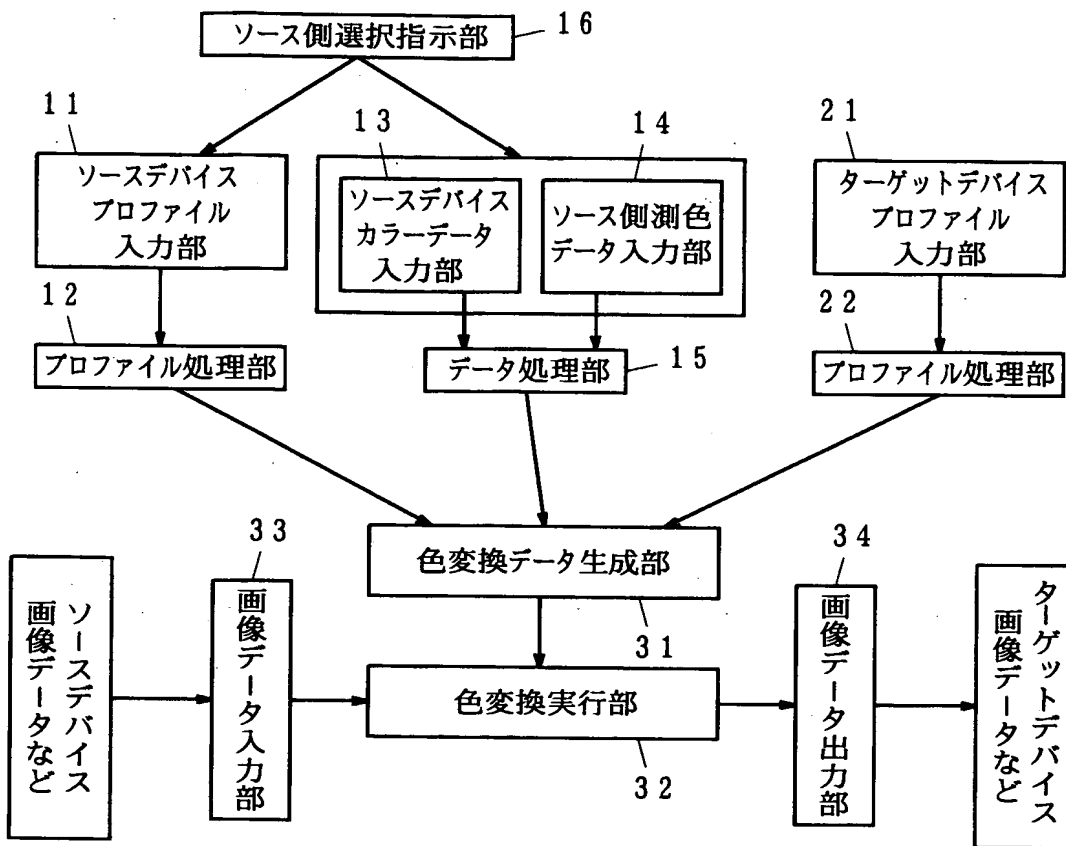 ソース側選択指示部
16
11
ソースデバイス
プロファイル
入力部
13
ソースデバイス
カラーデータ
入力部
14
ソース側測色
データ入力部
21
ターゲットデバイス
プロファイル
入力部
12
プロファイル処理部
データ処理部
15
22
プロファイル処理部
色変換データ生成部
31
ソースデバイス
画像データなど
33
画像データ入力部
色変換実行部
32
34
画像データ出力部
ターゲットデバイス
画像データなど